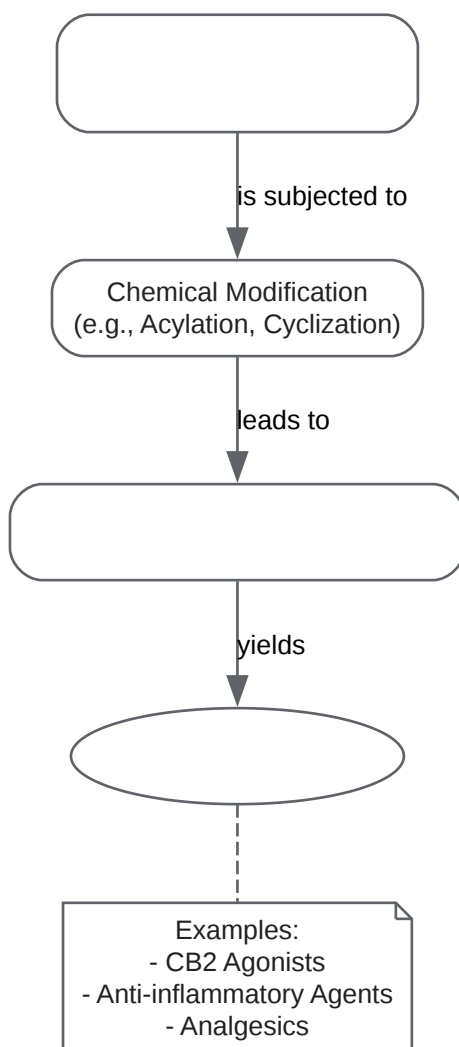 is subjected to
Chemical Modification
(e.g., Acylation, Cyclization)
leads to
yields
Examples:
- CB2 Agonists
- Anti-inflammatory Agents
- Analgesics